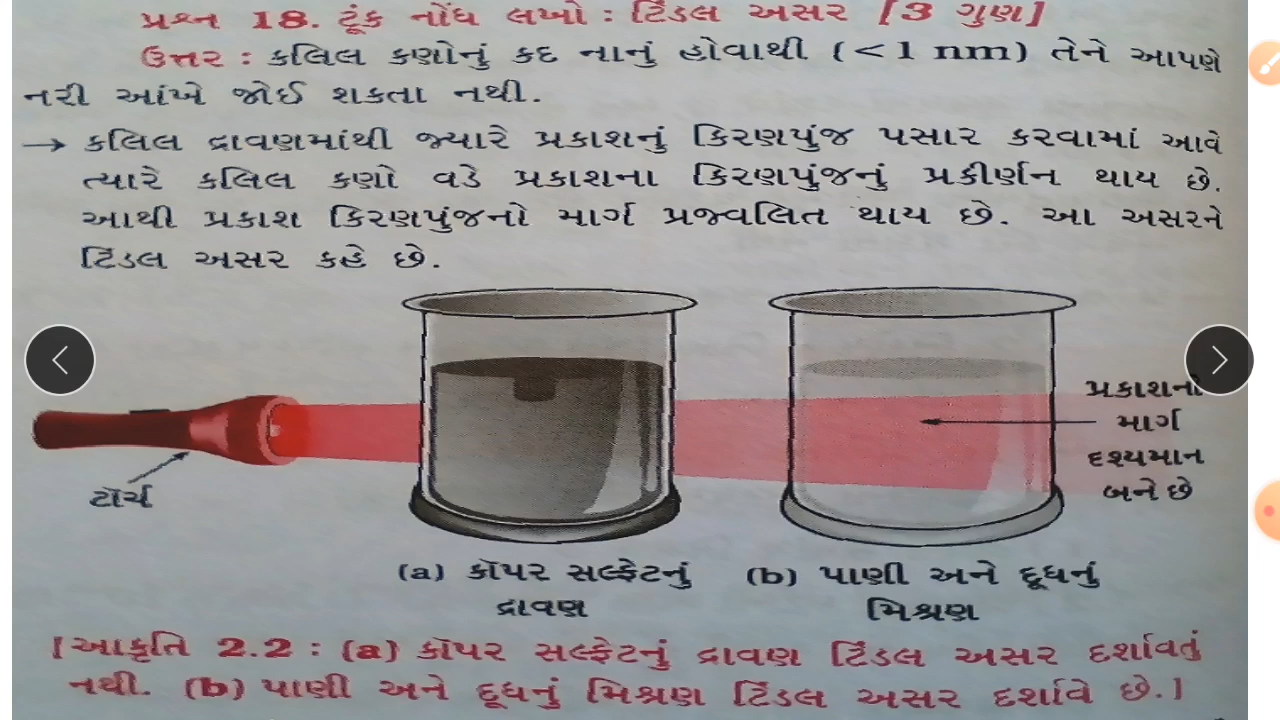 પ્રશ્ન 18. ટૂંક નોંધ લખો : ટિંડલ અસર [3 ગુણ]
ઉત્તર : કલિલ કણોનું કદ નાનું હોવાથી (< 1 nm) તેને આપણે
નરી આંખે જોઈ શકતા નથી.
→ કલિલ દ્રાવણમાંથી જ્યારે પ્રકાશનું કિરણપુંજ પસાર કરવામાં આવે
ત્યારે કલિલ કણો વડે પ્રકાશના કિરણપુંજનું પ્રકીર્ણન થાય છે.
આથી પ્રકાશ કિરણપુંજનો માર્ગ પ્રજ્વલિત થાય છે. આ અસરને
ટિંડલ અસર કહે છે.
ટૉર્ચ
પ્રકાશનો
માર્ગ
દૃશ્યમાન
બને છે
(a) કૉપર સલ્ફેટનું
દ્રાવણ
(b) પાણી અને દૂધનું
મિશ્રણ
[આકૃતિ 2.2 : (a) કૉપર સલ્ફેટનું દ્રાવણ ટિંડલ અસર દર્શાવતું
નથી. (b) પાણી અને દૂધનું મિશ્રણ ટિંડલ અસર દર્શાવે છે.]